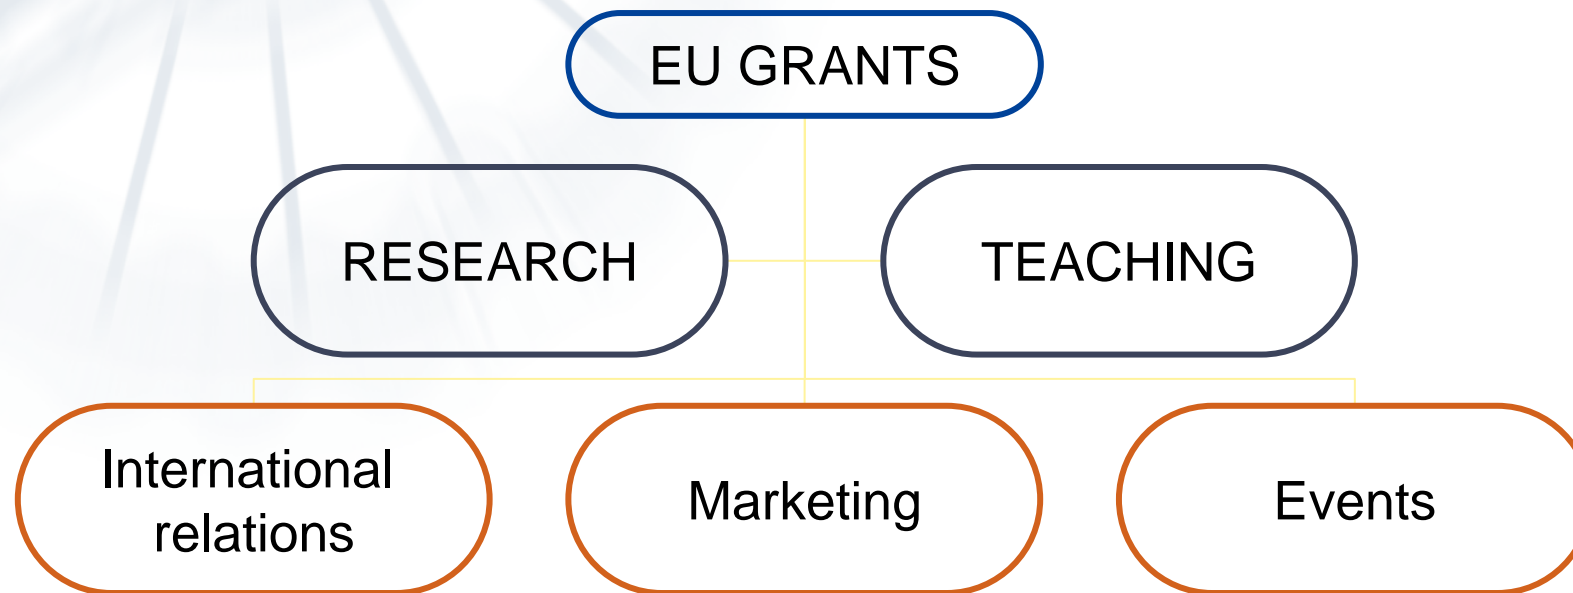 EU GRANTS
RESEARCH
TEACHING
International
relations
Marketing
Events